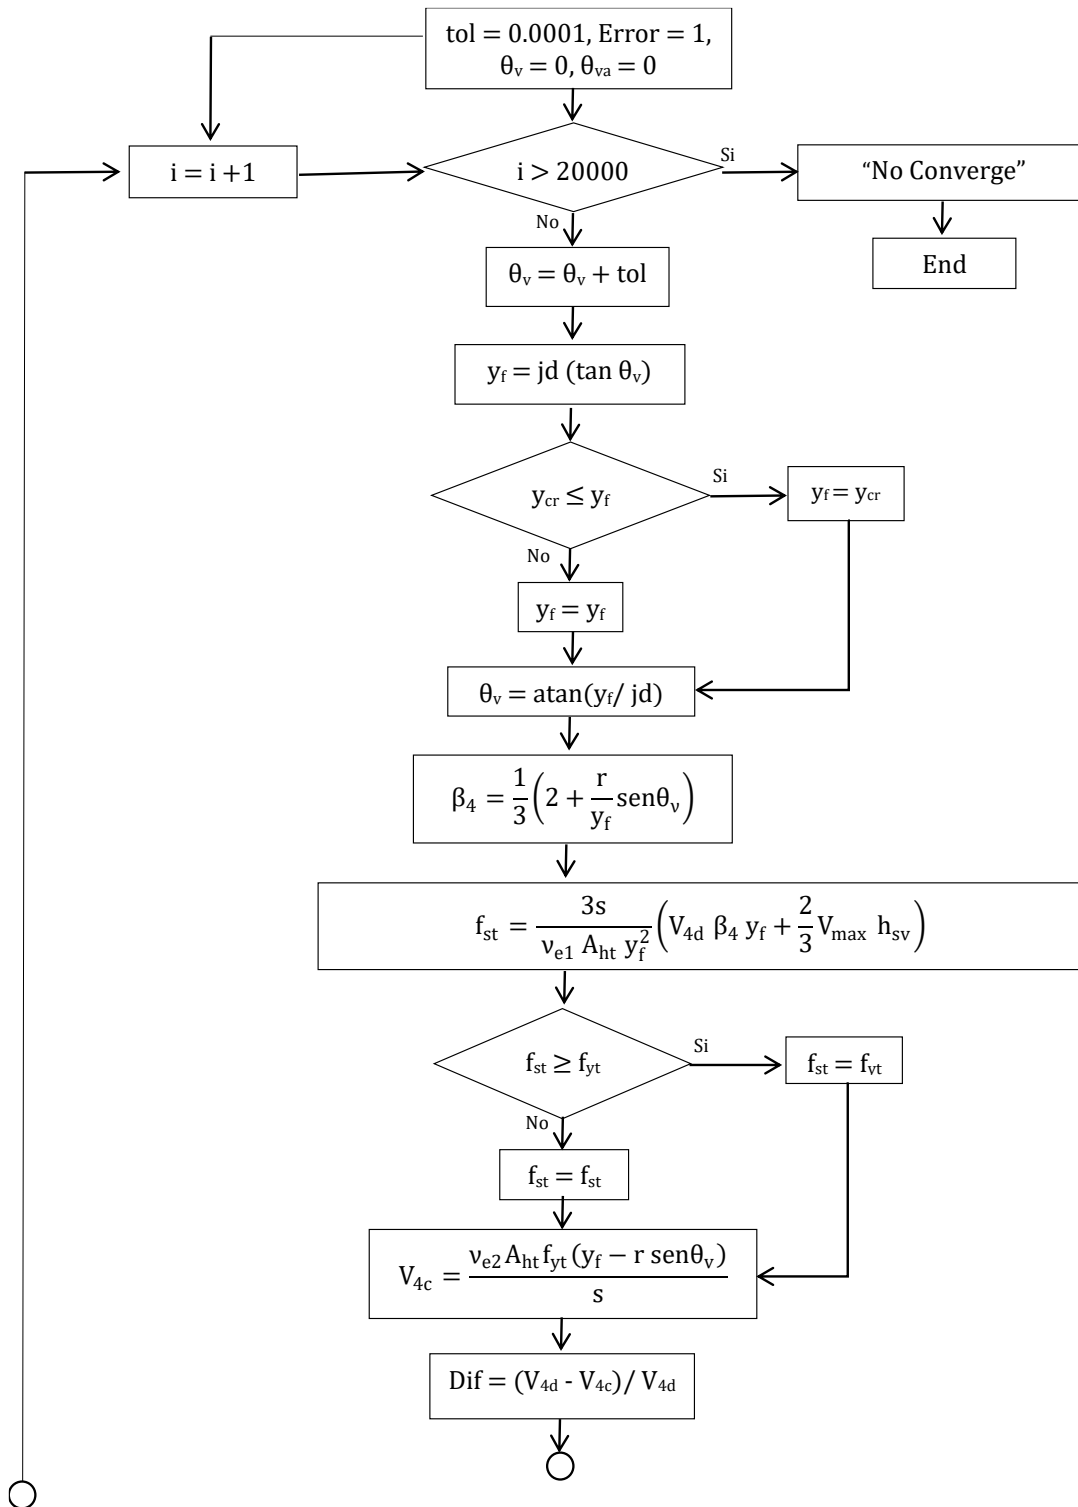 tol = 0.0001, Error = 1,
θv = 0, θva = 0
i = i +1
i > 20000
Si
“No Converge”
No
End
θv = θv + tol
yf = jd (tan θv)
ycr ≤ yf
Si
yf = ycr
No
yf = yf
θv = atan(yf/ jd)
β4 = 1/3 (2 + r/yf senθν)
fst = 3s/(νe1 Aht yf²) (V4d β4 yf + 2/3 Vmax hsv)
fst ≥ fyt
Si
fst = fyt
No
fst = fst
V4c = νe2 Aht fyt (yf − r senθv)/s
Dif = (V4d - V4c)/ V4d